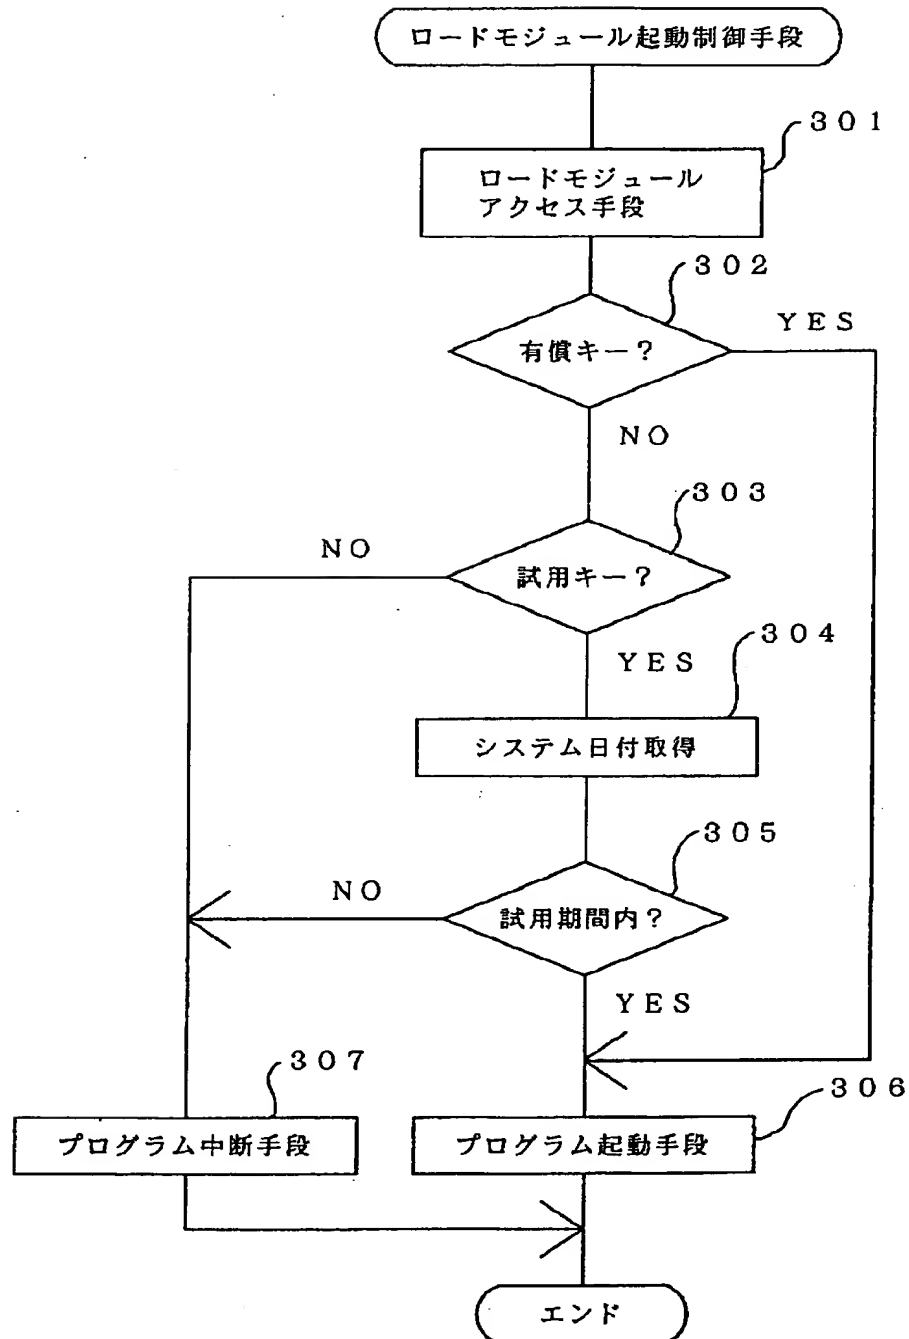 ロードモジュール起動制御手段
301
ロードモジュール
アクセス手段
302
YES
有償キー?
NO
303
NO
試用キー?
304
YES
システム日付取得
305
NO
試用期間内?
YES
307
306
プログラム中断手段
プログラム起動手段
エンド